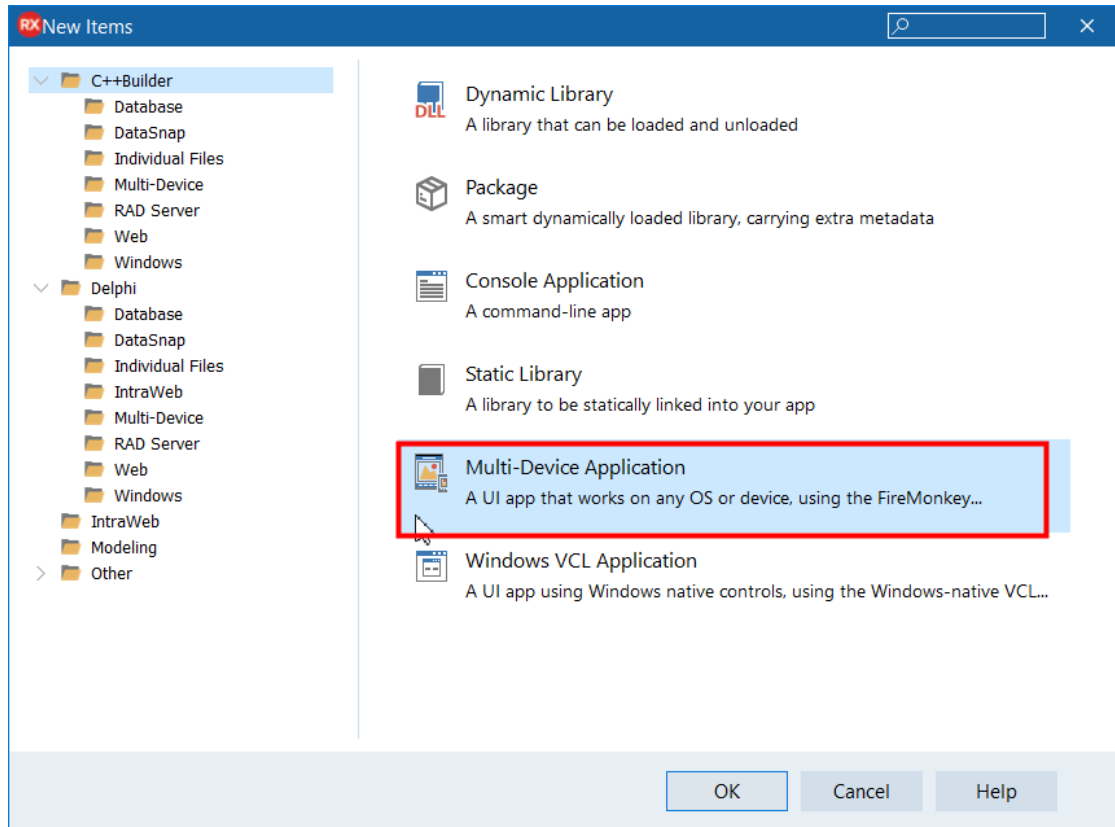 RX New Items
C++Builder
Database
DataSnap
Individual Files
Multi-Device
RAD Server
Web
Windows
Delphi
Database
DataSnap
Individual Files
IntraWeb
Multi-Device
RAD Server
Web
Windows
IntraWeb
Modeling
Other
DLL
Dynamic Library
A library that can be loaded and unloaded
Package
A smart dynamically loaded library, carrying extra metadata
Console Application
A command-line app
Static Library
A library to be statically linked into your app
Multi-Device Application
A UI app that works on any OS or device, using the FireMonkey...
Windows VCL Application
A UI app using Windows native controls, using the Windows-native VCL...
OK Cancel Help